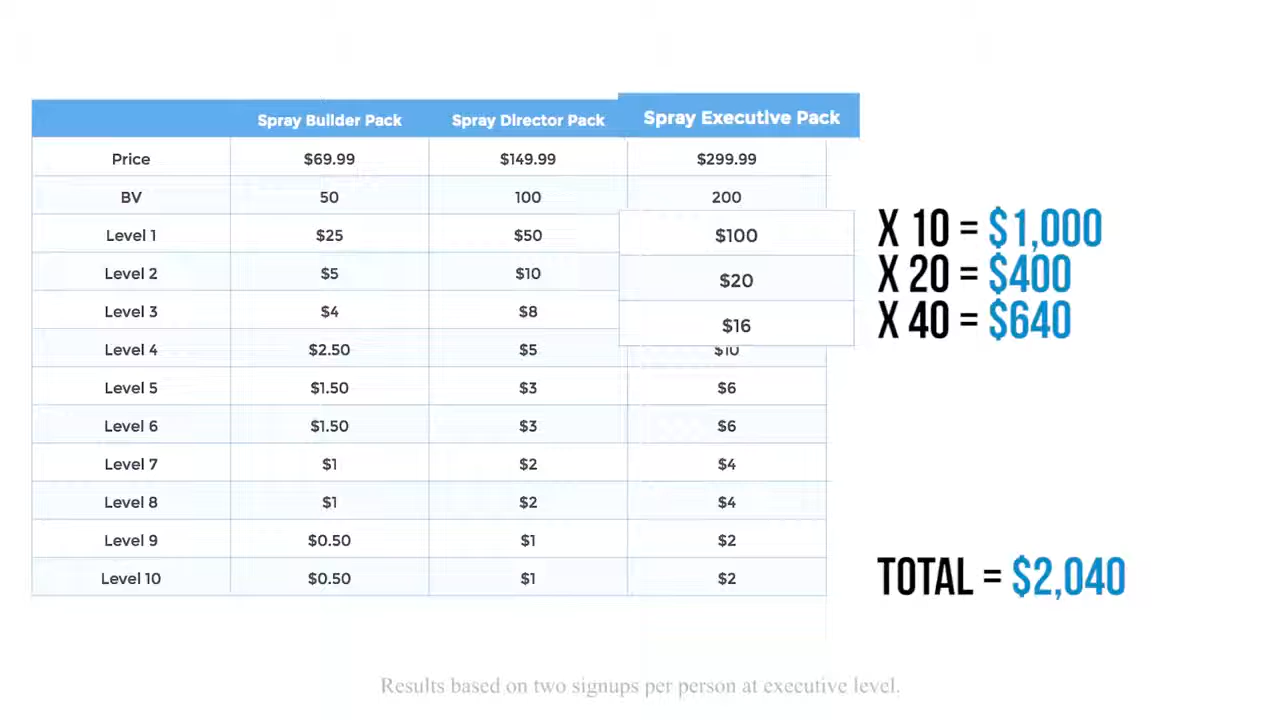 Spray Builder Pack Spray Director Pack Spray Executive Pack
Price $69.99 $149.99 $299.99
BV 50 100 200
Level 1 $25 $50 $100 X 10 = $1,000
Level 2 $5 $10 $20 X 20 = $400
Level 3 $4 $8 $16 X 40 = $640
Level 4 $2.50 $5 $10
Level 5 $1.50 $3 $6
Level 6 $1.50 $3 $6
Level 7 $1 $2 $4
Level 8 $1 $2 $4
Level 9 $0.50 $1 $2
Level 10 $0.50 $1 $2
TOTAL = $2,040
Results based on two signups per person at executive level.